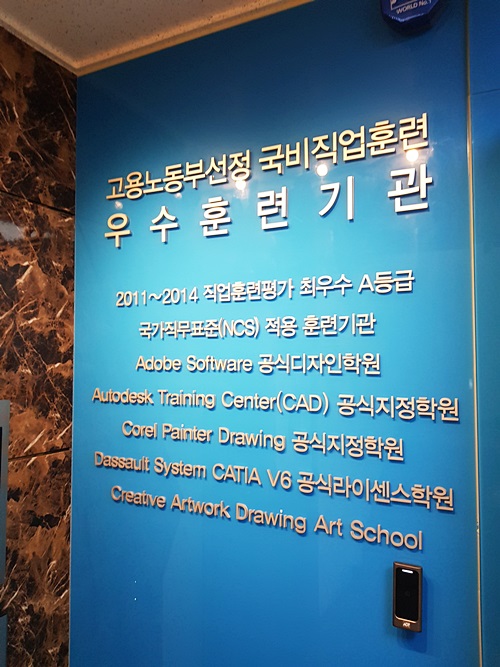 WORLD No.1
고용노동부선정 국비직업훈련
우수훈련기관
2011~2014 직업훈련평가 최우수 A등급
국가직무표준(NCS) 적용 훈련기관
Adobe Software 공식디자인학원
Autodesk Training Center(CAD) 공식지정학원
Corel Painter Drawing 공식지정학원
Dassault System CATIA V6 공식라이센스학원
Creative Artwork Drawing Art School